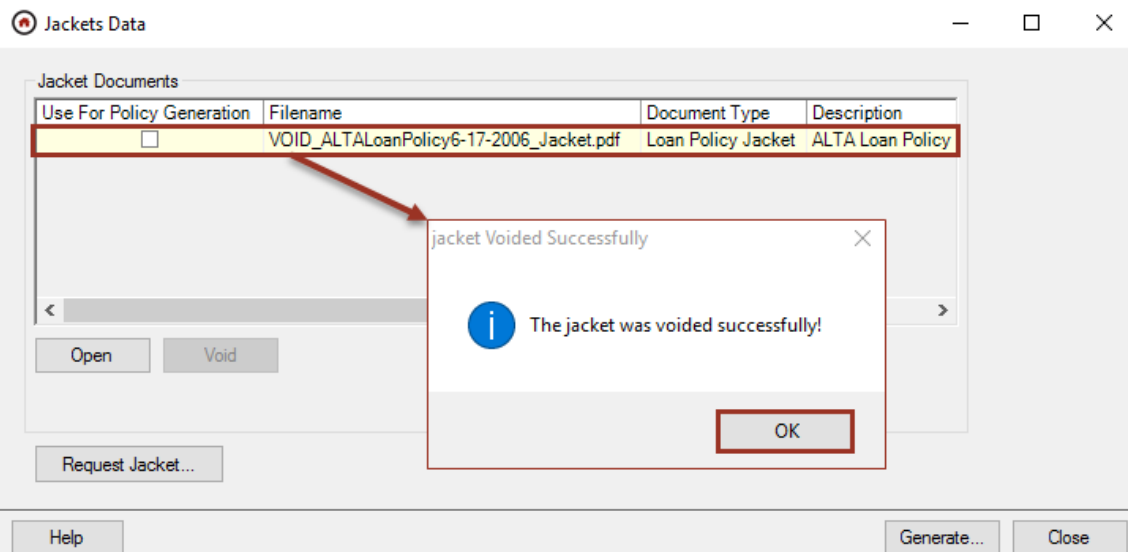 Jackets Data
Jacket Documents
Use For Policy Generation Filename Document Type Description
VOID_ALTALoanPolicy6-17-2006_Jacket.pdf Loan Policy Jacket ALTA Loan Policy
jacket Voided Successfully
The jacket was voided successfully!
OK
Open Void
Request Jacket...
Help Generate... Close